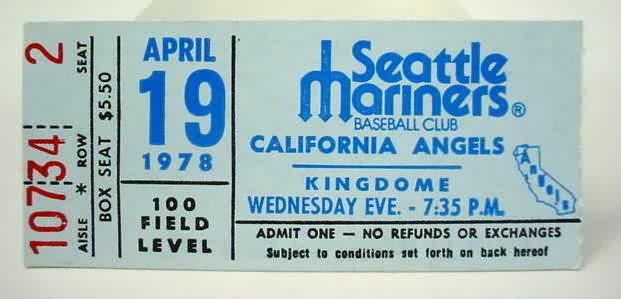 2 SEAT
10734 AISLE * ROW
BOX SEAT $5.50
APRIL
19
1978
100
FIELD
LEVEL
Seattle
Mariners®
BASEBALL CLUB
CALIFORNIA ANGELS
ANGELS
KINGDOME
WEDNESDAY EVE. - 7:35 P.M.
ADMIT ONE — NO REFUNDS OR EXCHANGES
Subject to conditions set forth on back hereof